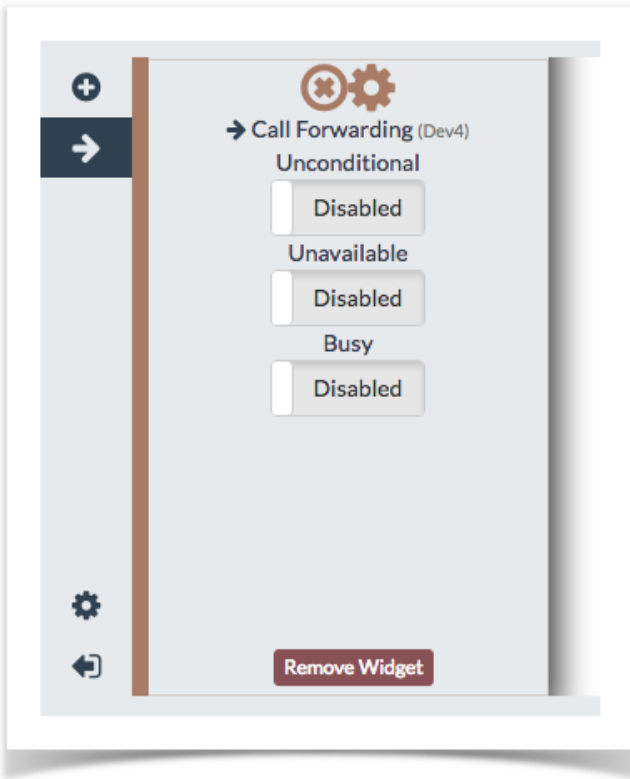 Call Forwarding (Dev4)
Unconditional
Disabled
Unavailable
Disabled
Busy
Disabled
Remove Widget